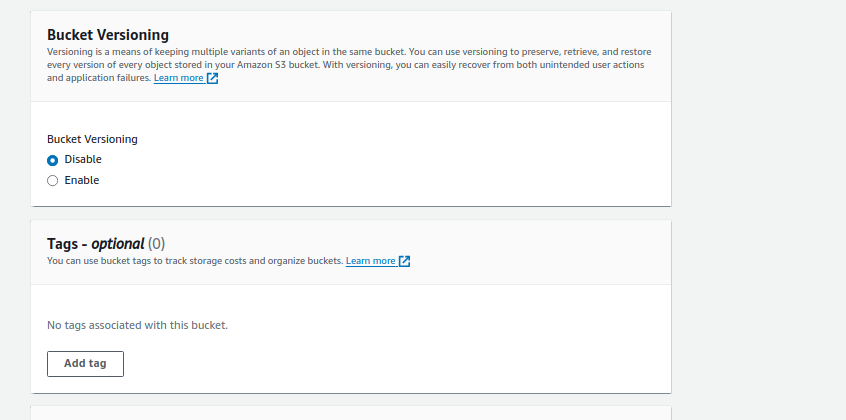 Bucket Versioning
Versioning is a means of keeping multiple variants of an object in the same bucket. You can use versioning to preserve, retrieve, and restore
every version of every object stored in your Amazon S3 bucket. With versioning, you can easily recover from both unintended user actions
and application failures. Learn more
Bucket Versioning
Disable
Enable
Tags - optional (0)
You can use bucket tags to track storage costs and organize buckets. Learn more
No tags associated with this bucket.
Add tag